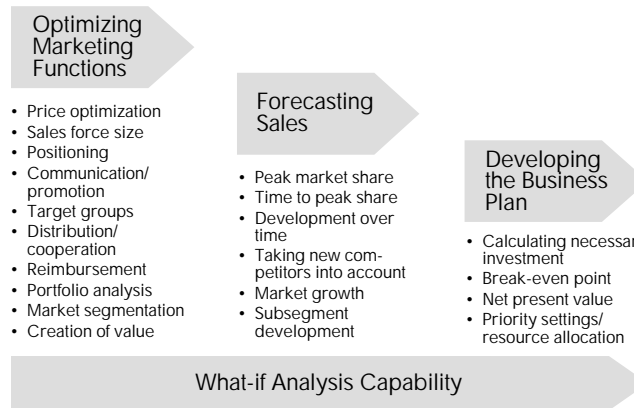 Optimizing
Marketing
Functions
• Price optimization
• Sales force size
• Positioning
• Communication/
promotion
• Target groups
• Distribution/
cooperation
• Reimbursement
• Portfolio analysis
• Market segmentation
• Creation of value
Forecasting
Sales
• Peak market share
• Time to peak share
• Development over
time
• Taking new com-
petitors into account
• Market growth
• Subsegment
development
Developing
the Business
Plan
• Calculating necessar
investment
• Break-even point
• Net present value
• Priority settings/
resource allocation
What-if Analysis Capability